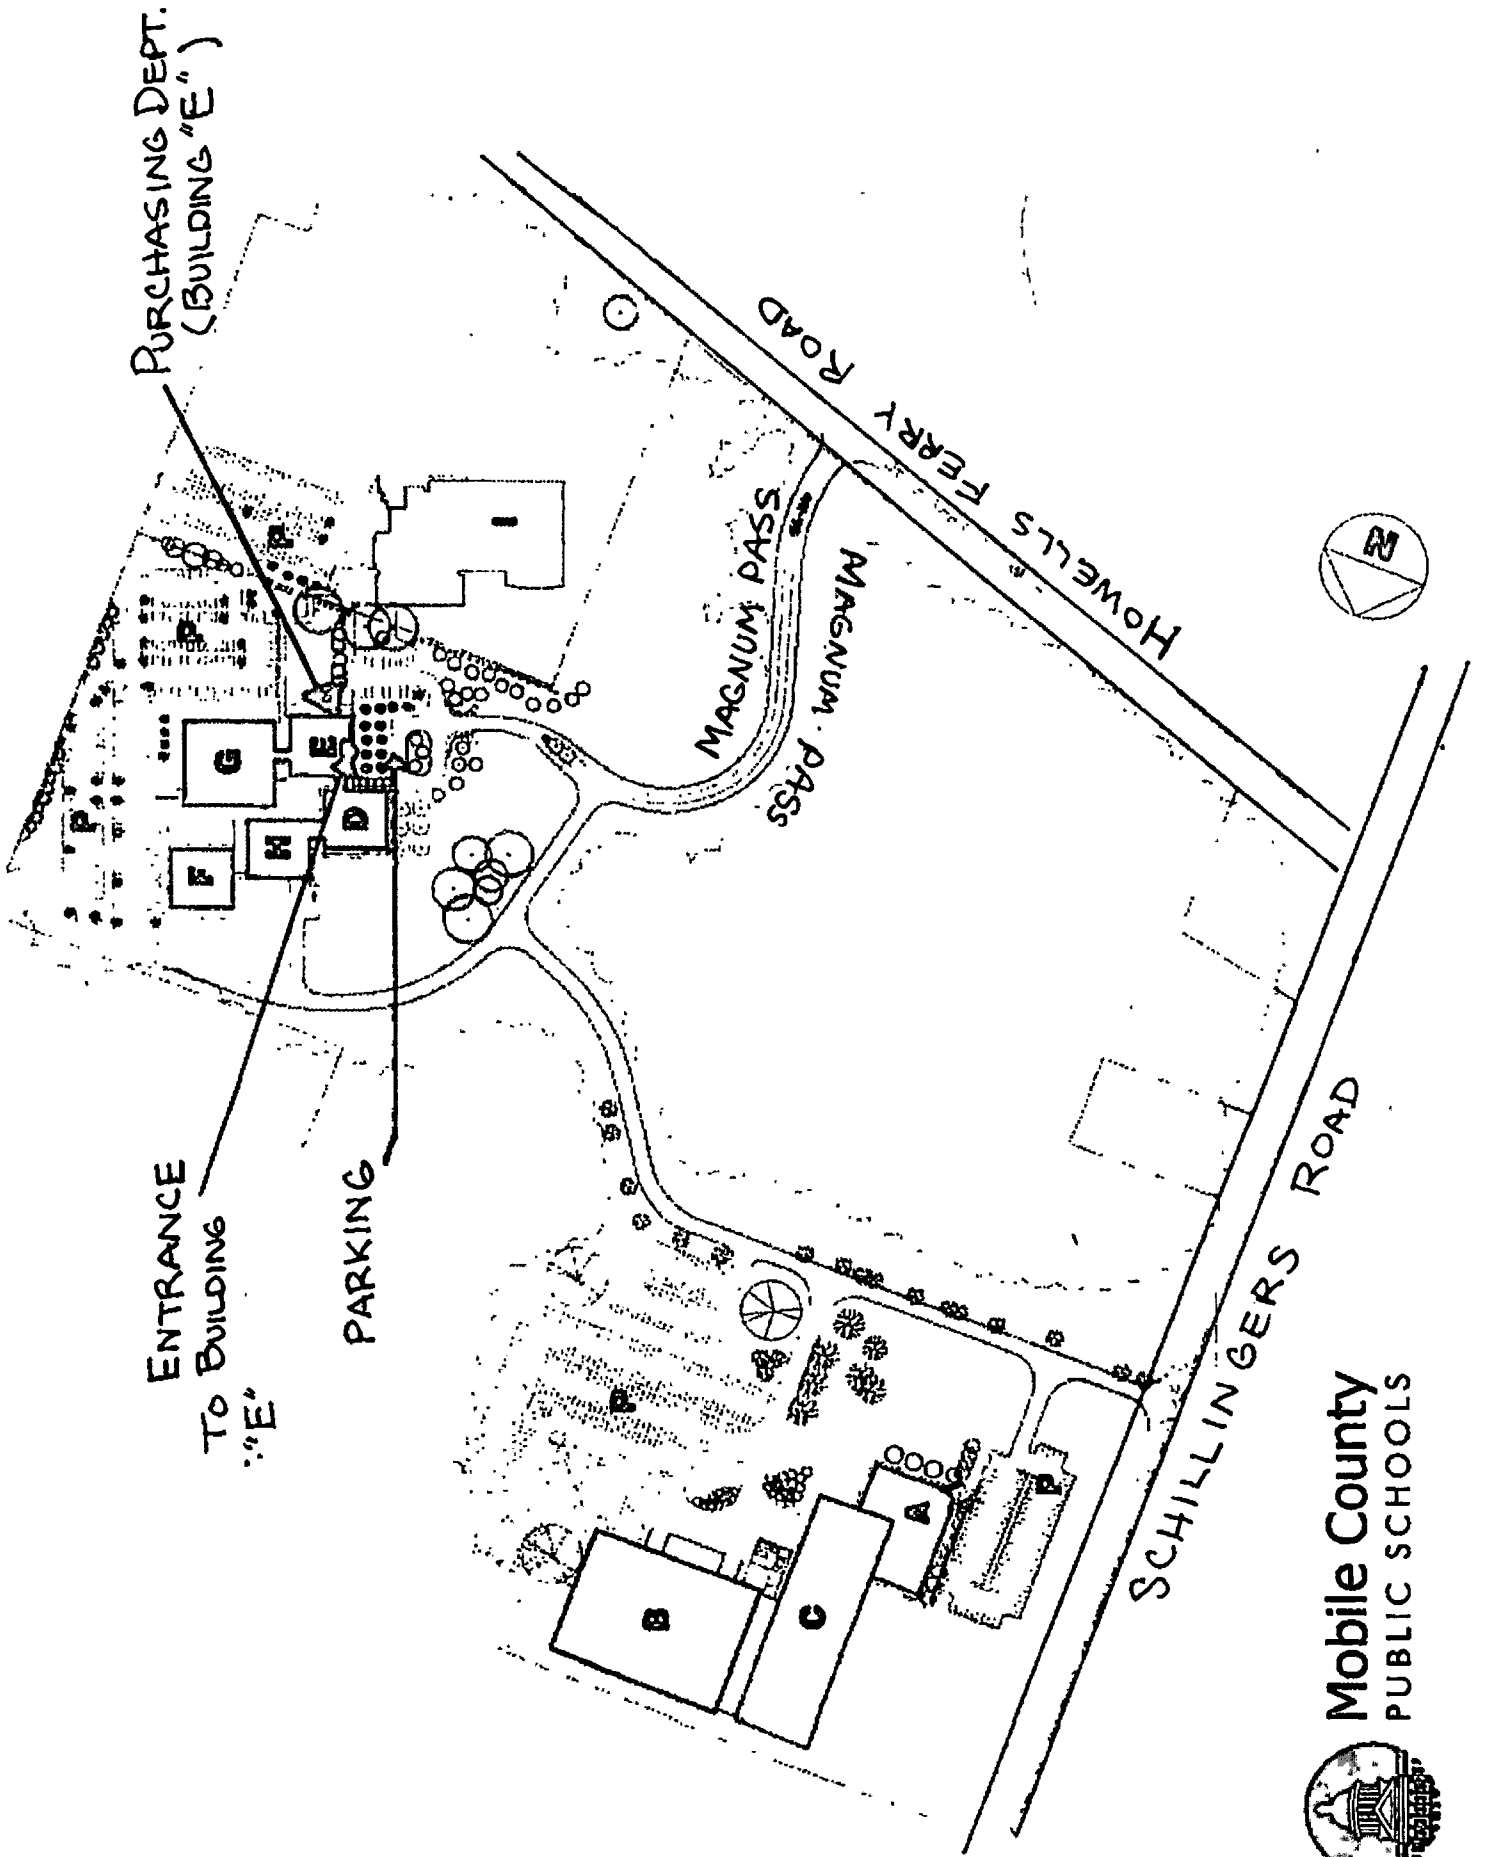 PURCHASING DEPT.
(BUILDING "E")
ENTRANCE
TO BUILDING
"E"
PARKING
MAGNUM PASS
MAGNUM PASS
HOWELLS FERRY ROAD
SCHILLINGERS ROAD
P
P
P
G
E
F
H
D
I
P
B
C
A
P
N
Mobile County
PUBLIC SCHOOLS